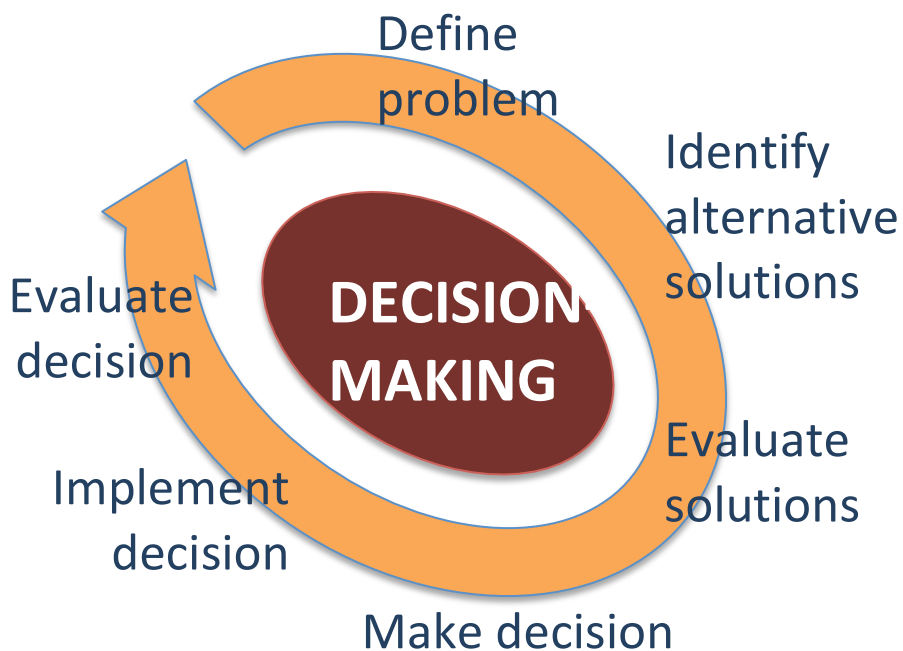 Define
problem
Identify
alternative
solutions
Evaluate
solutions
Make decision
Implement
decision
Evaluate
decision
DECISION-
MAKING